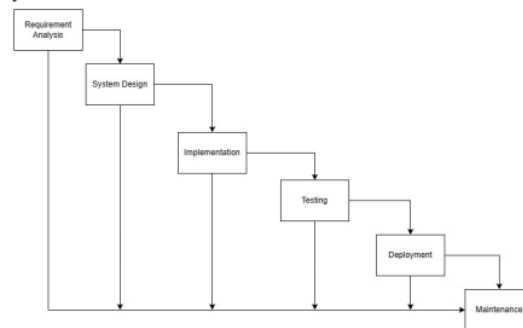 Requirement
Analysis
System Design
Implementation
Testing
Deployment
Maintenance